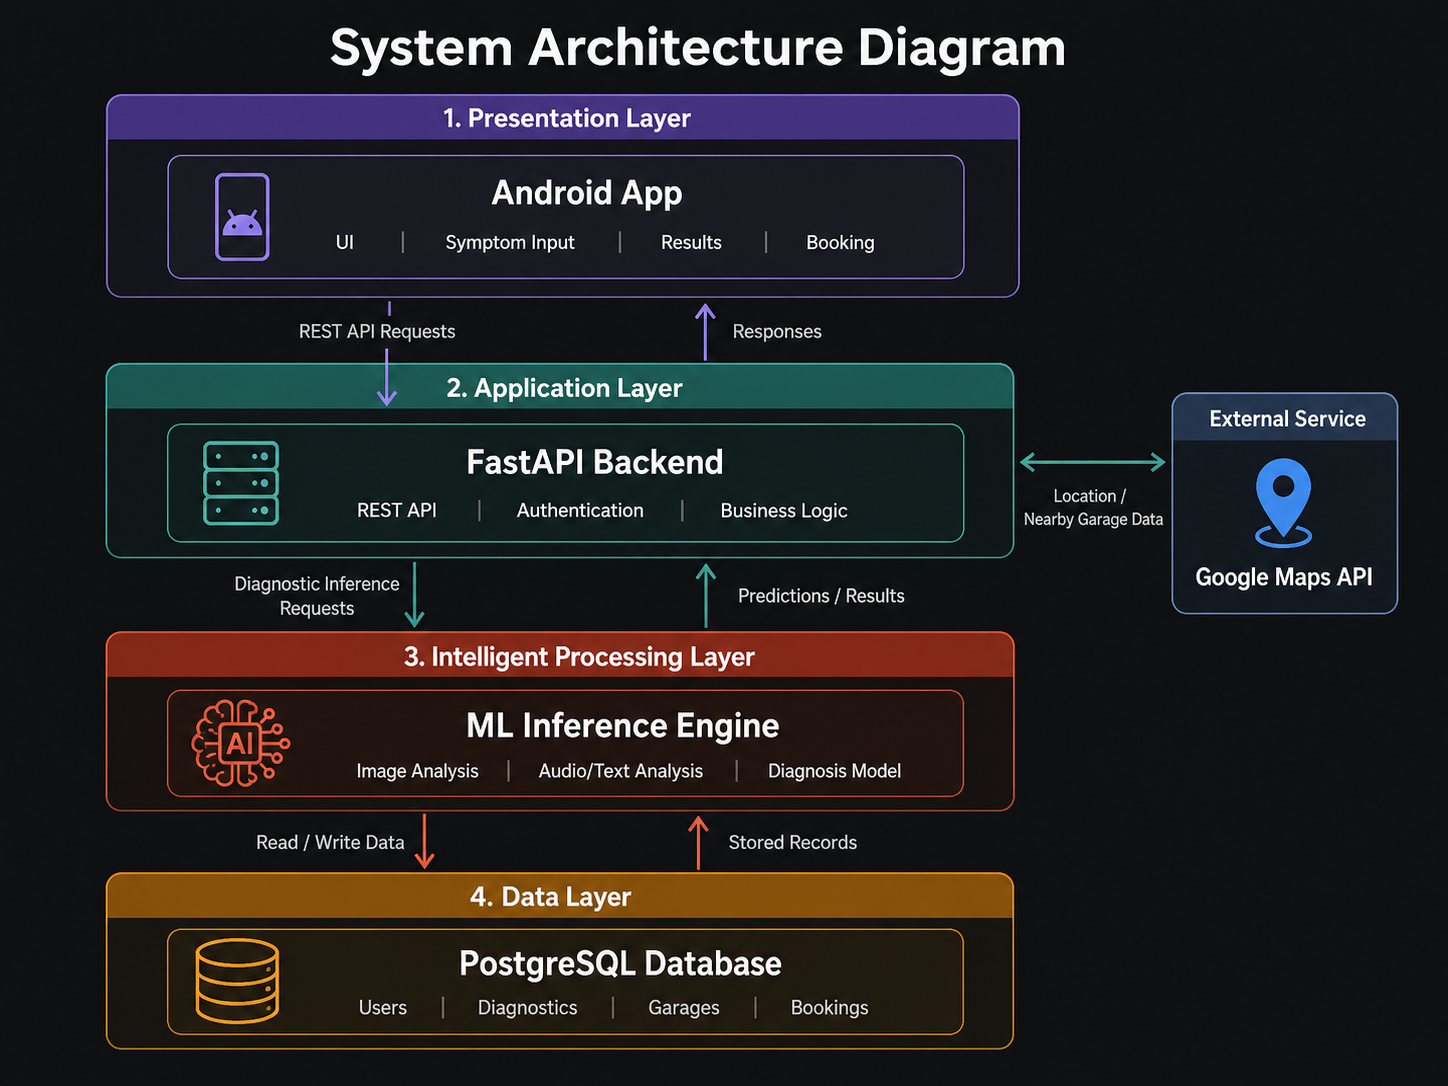 System Architecture Diagram
1. Presentation Layer
Android App
UI | Symptom Input | Results | Booking
REST API Requests
Responses
2. Application Layer
FastAPI Backend
REST API | Authentication | Business Logic
External Service
Location /
Nearby Garage Data
Google Maps API
Diagnostic Inference
Requests
Predictions / Results
3. Intelligent Processing Layer
AI
ML Inference Engine
Image Analysis | Audio/Text Analysis | Diagnosis Model
Read / Write Data
Stored Records
4. Data Layer
PostgreSQL Database
Users | Diagnostics | Garages | Bookings